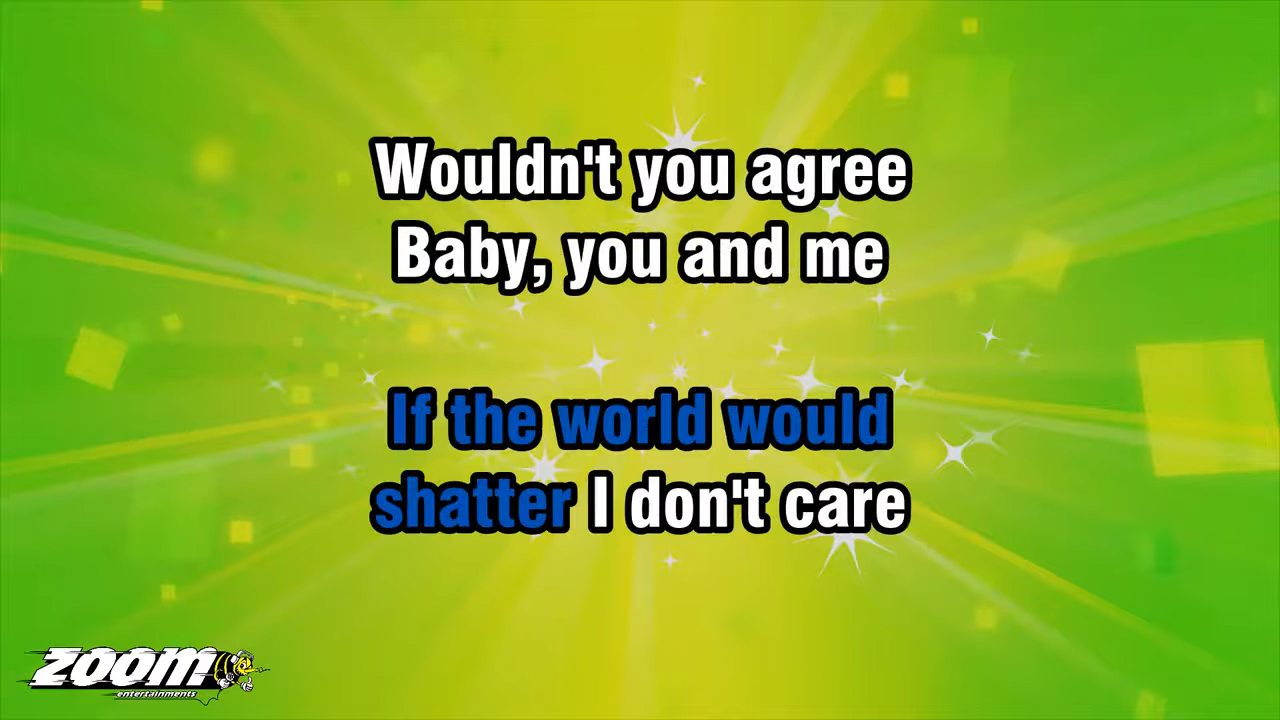 Wouldn't you agree
Baby, you and me
If the world would
shatter I don't care
zoom
entertainments